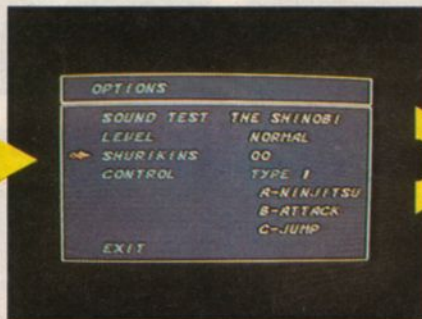 OPTIONS
SOUND TEST THE SHINOBI
LEVEL NORMAL
SHURIKENS 00
CONTROL TYPE 1
A-NINJITSU
B-ATTACK
C-JUMP
EXIT